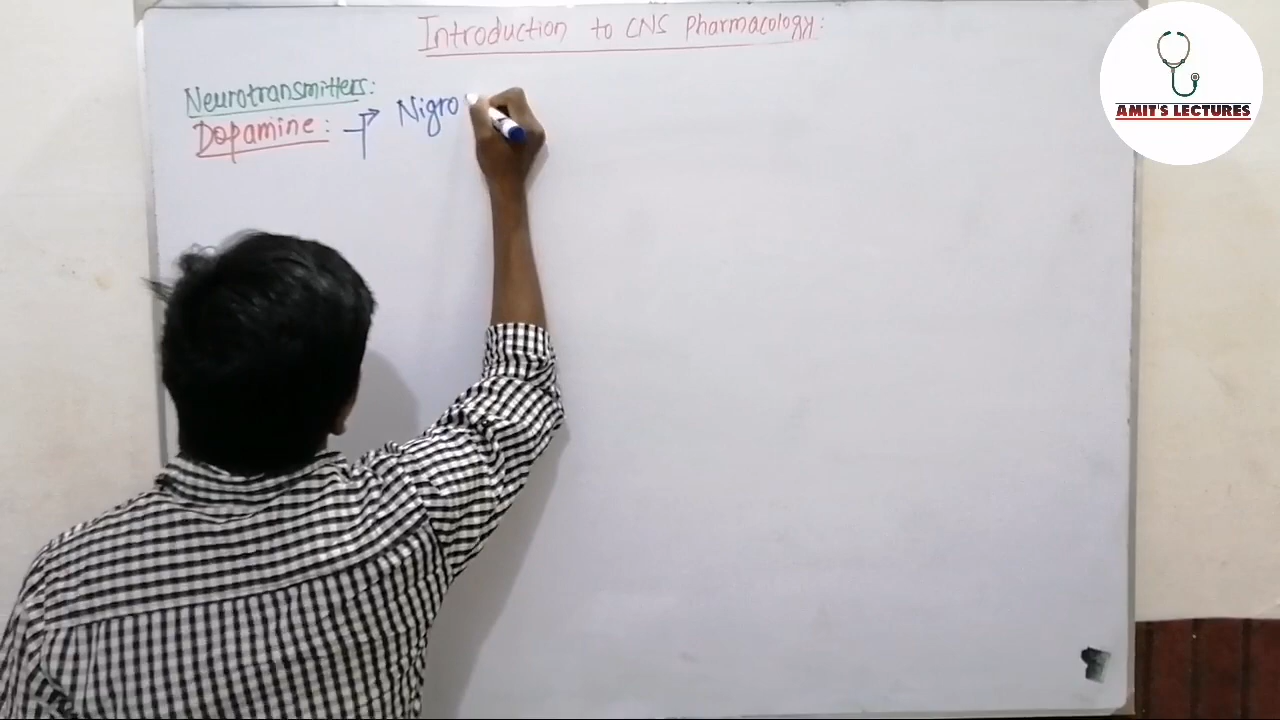 Introduction to CNS Pharmacology:
Neurotransmitters:
Dopamine:
Nigro
AMIT'S LECTURES